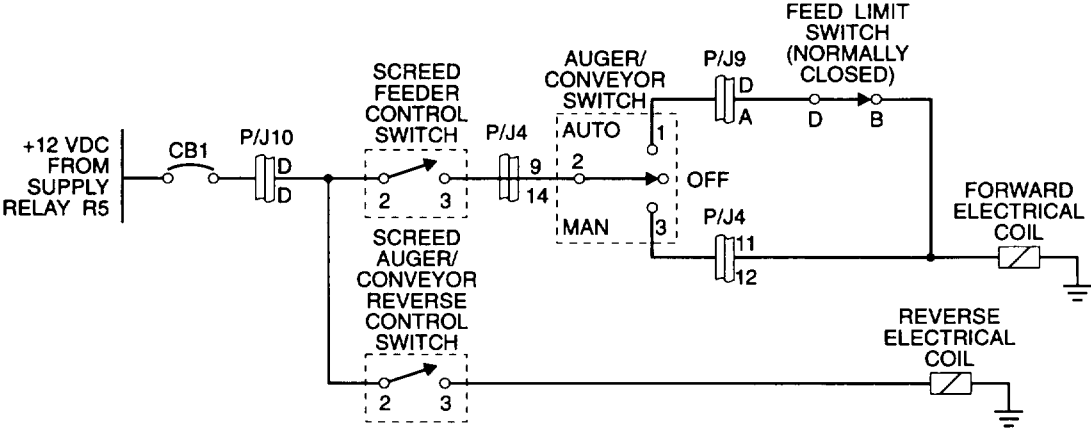 +12 VDC
FROM
SUPPLY
RELAY R5
CB1
P/J10
D
D
SCREED
FEEDER
CONTROL
SWITCH
2
3
P/J4
9
14
AUGER/
CONVEYOR
SWITCH
AUTO
1
2
OFF
MAN
3
P/J9
D
A
FEED LIMIT
SWITCH
(NORMALLY
CLOSED)
D
B
P/J4
11
12
FORWARD
ELECTRICAL
COIL
SCREED
AUGER/
CONVEYOR
REVERSE
CONTROL
SWITCH
2
3
REVERSE
ELECTRICAL
COIL